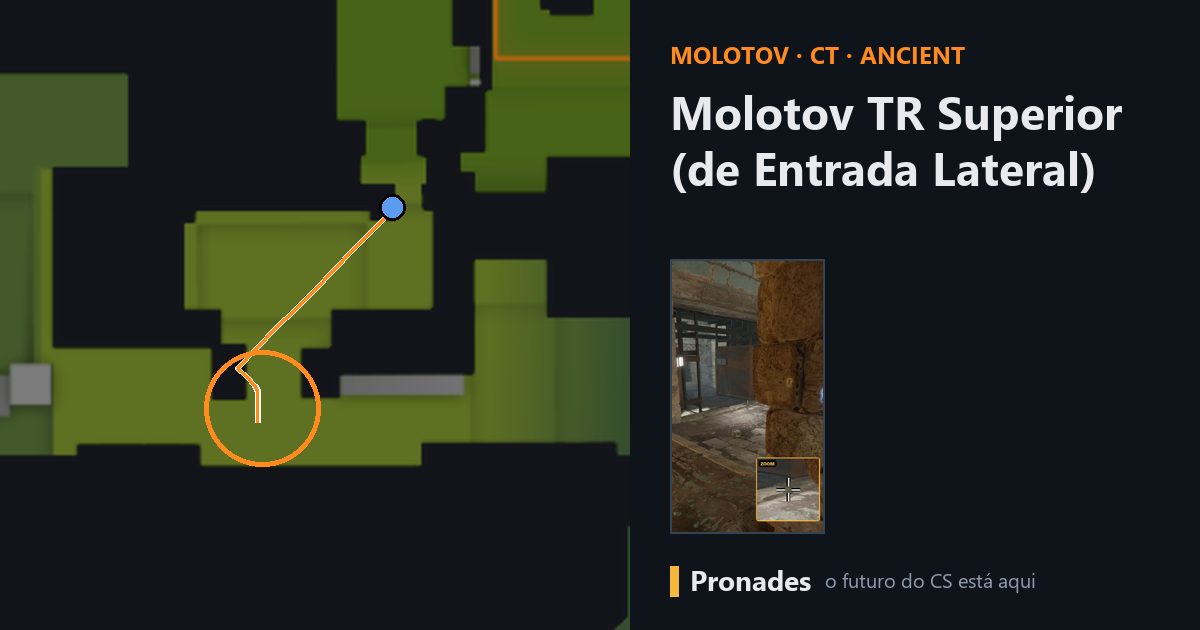 MOLOTOV · CT · ANCIENT
Molotov TR Superior
(de Entrada Lateral)
ZOOM
Pronades o futuro do CS está aqui